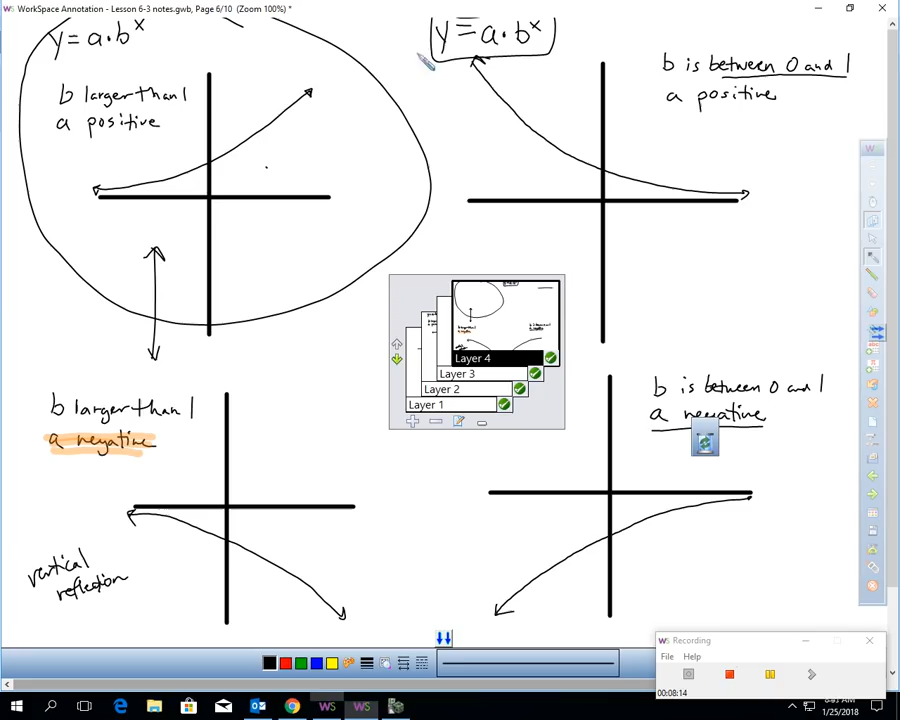 WorkSpace Annotation - Lesson 6-3 notes.gwb, Page 6/10 (Zoom 100%) *
y = a · b^x
b larger than 1
a positive
y = a · b^x
b is between 0 and 1
a positive
Layer 4
Layer 3
Layer 2
Layer 1
b larger than 1
a negative
vertical
reflection
b is between 0 and 1
a negative
WS Recording
File Help
00:08:14
1/25/2018